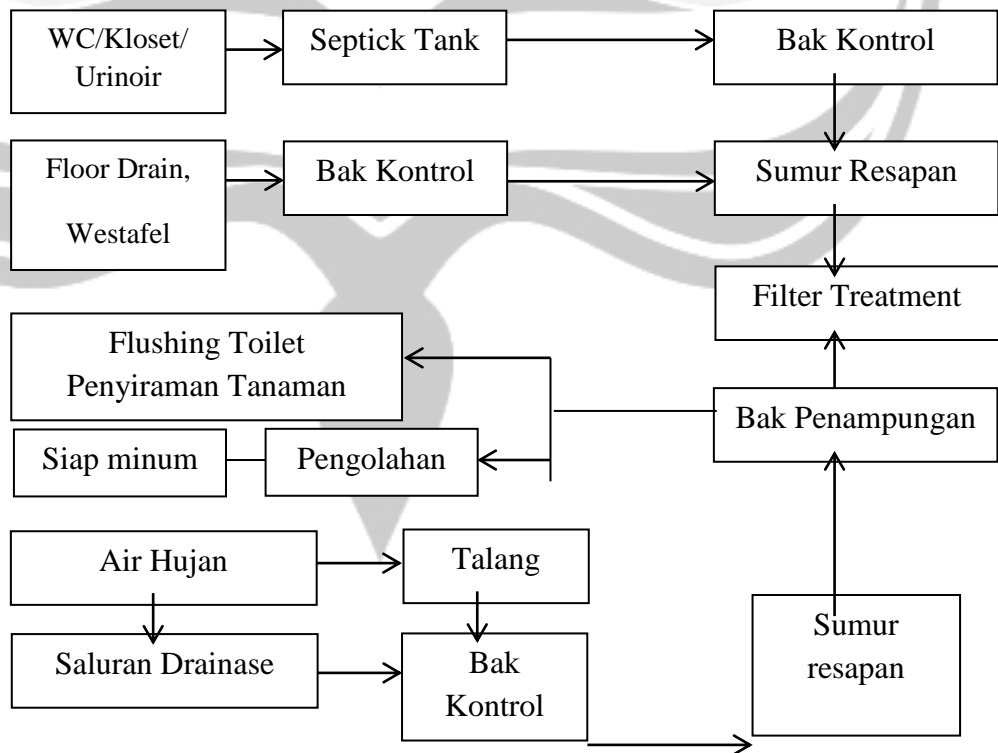 WC/Kloset/
Urinoir
Septick Tank
Bak Kontrol
Floor Drain,
Westafel
Bak Kontrol
Sumur Resapan
Filter Treatment
Flushing Toilet
Penyiraman Tanaman
Bak Penampungan
Siap minum
Pengolahan
Air Hujan
Talang
Saluran Drainase
Bak
Kontrol
Sumur
resapan